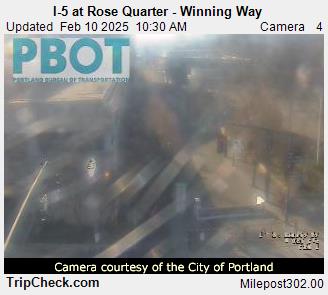 I-5 at Rose Quarter - Winning Way
Updated Feb 10 2025 10:30 AM Camera 4
PBOT
PORTLAND BUREAU OF TRANSPORTATION
Camera courtesy of the City of Portland
TripCheck.com Milepost302.00